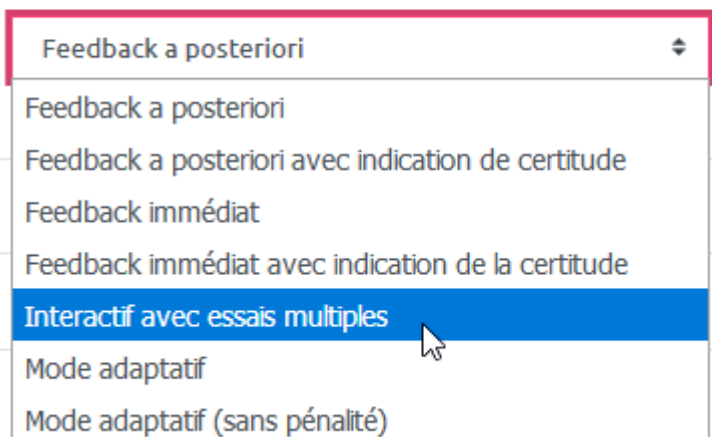 Feedback a posteriori
Feedback a posteriori
Feedback a posteriori avec indication de certitude
Feedback immédiat
Feedback immédiat avec indication de la certitude
Interactif avec essais multiples
Mode adaptatif
Mode adaptatif (sans pénalité)